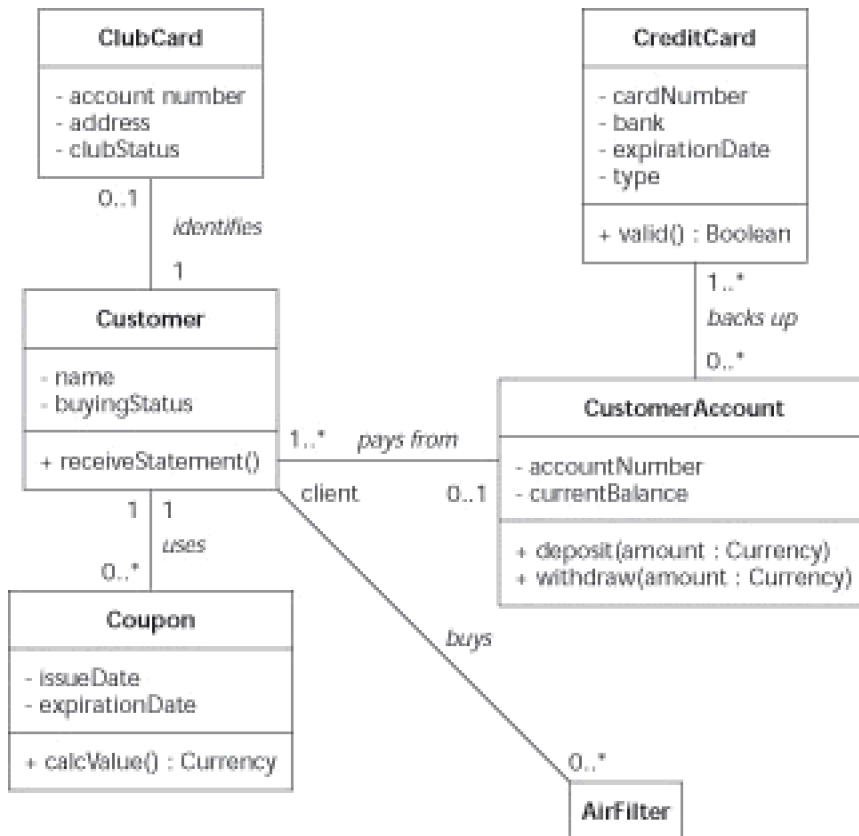 ClubCard
- account number
- address
- clubStatus
CreditCard
- cardNumber
- bank
- expirationDate
- type
+ valid() : Boolean
0..1
identifies
1
1..*
backs up
0..*
Customer
- name
- buyingStatus
+ receiveStatement()
1..*
pays from
client
0..1
CustomerAccount
- accountNumber
- currentBalance
+ deposit(amount : Currency)
+ withdraw(amount : Currency)
1
1
uses
0..*
Coupon
- issueDate
- expirationDate
+ calcValue() : Currency
buys
0..*
AirFilter